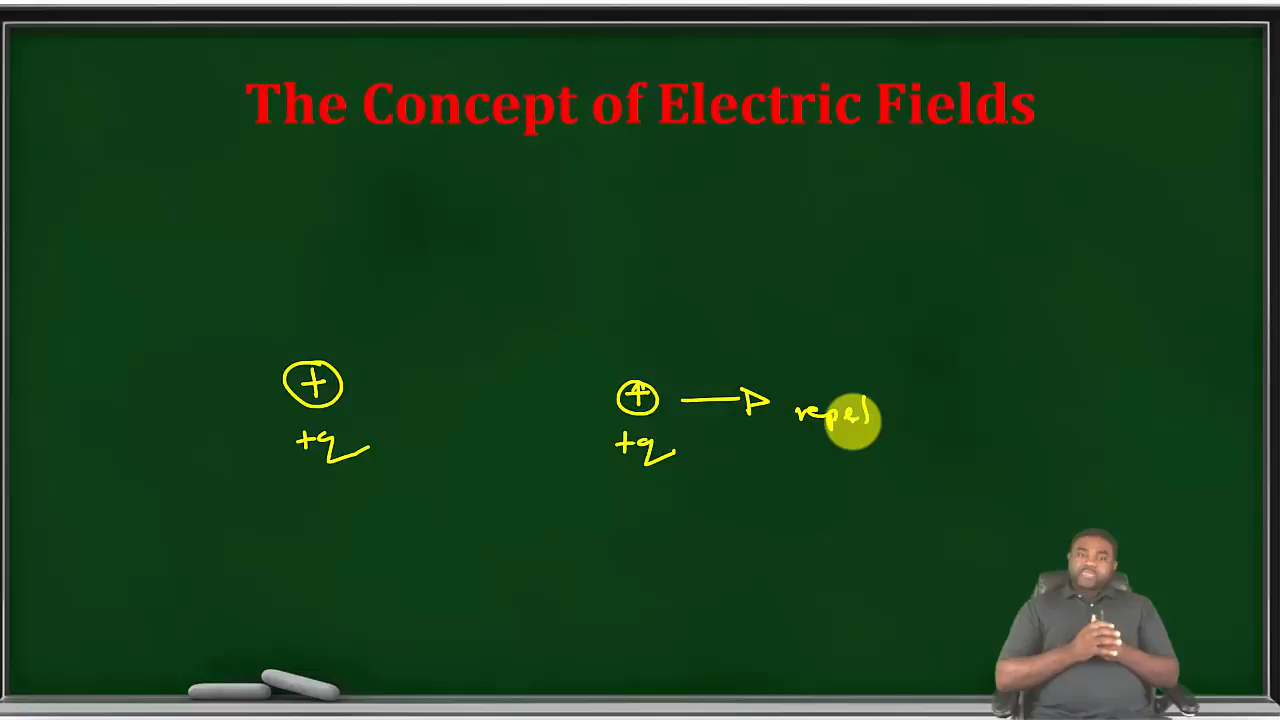 The Concept of Electric Fields
+ + repel
+q +q